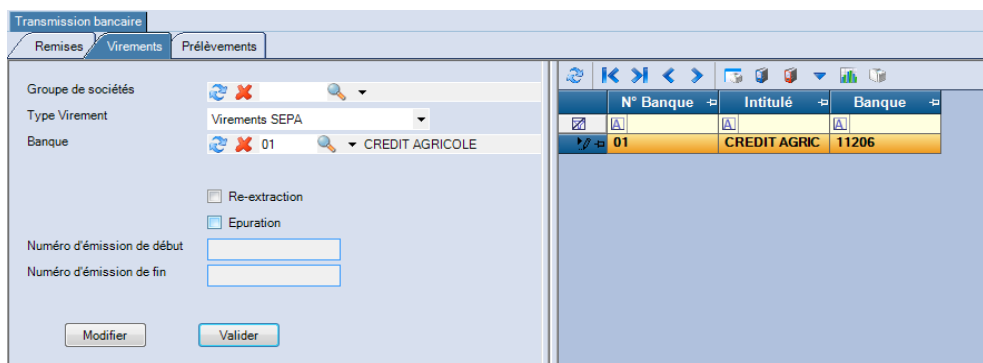 Transmission bancaire
Remises Virements Prélèvements
Groupe de sociétés
Type Virement Virements SEPA
Banque 01 CREDIT AGRICOLE
Re-extraction
Epuration
Numéro d'émission de début
Numéro d'émission de fin
Modifier Valider
N° Banque Intitulé Banque
A A A
01 CREDIT AGRIC 11206